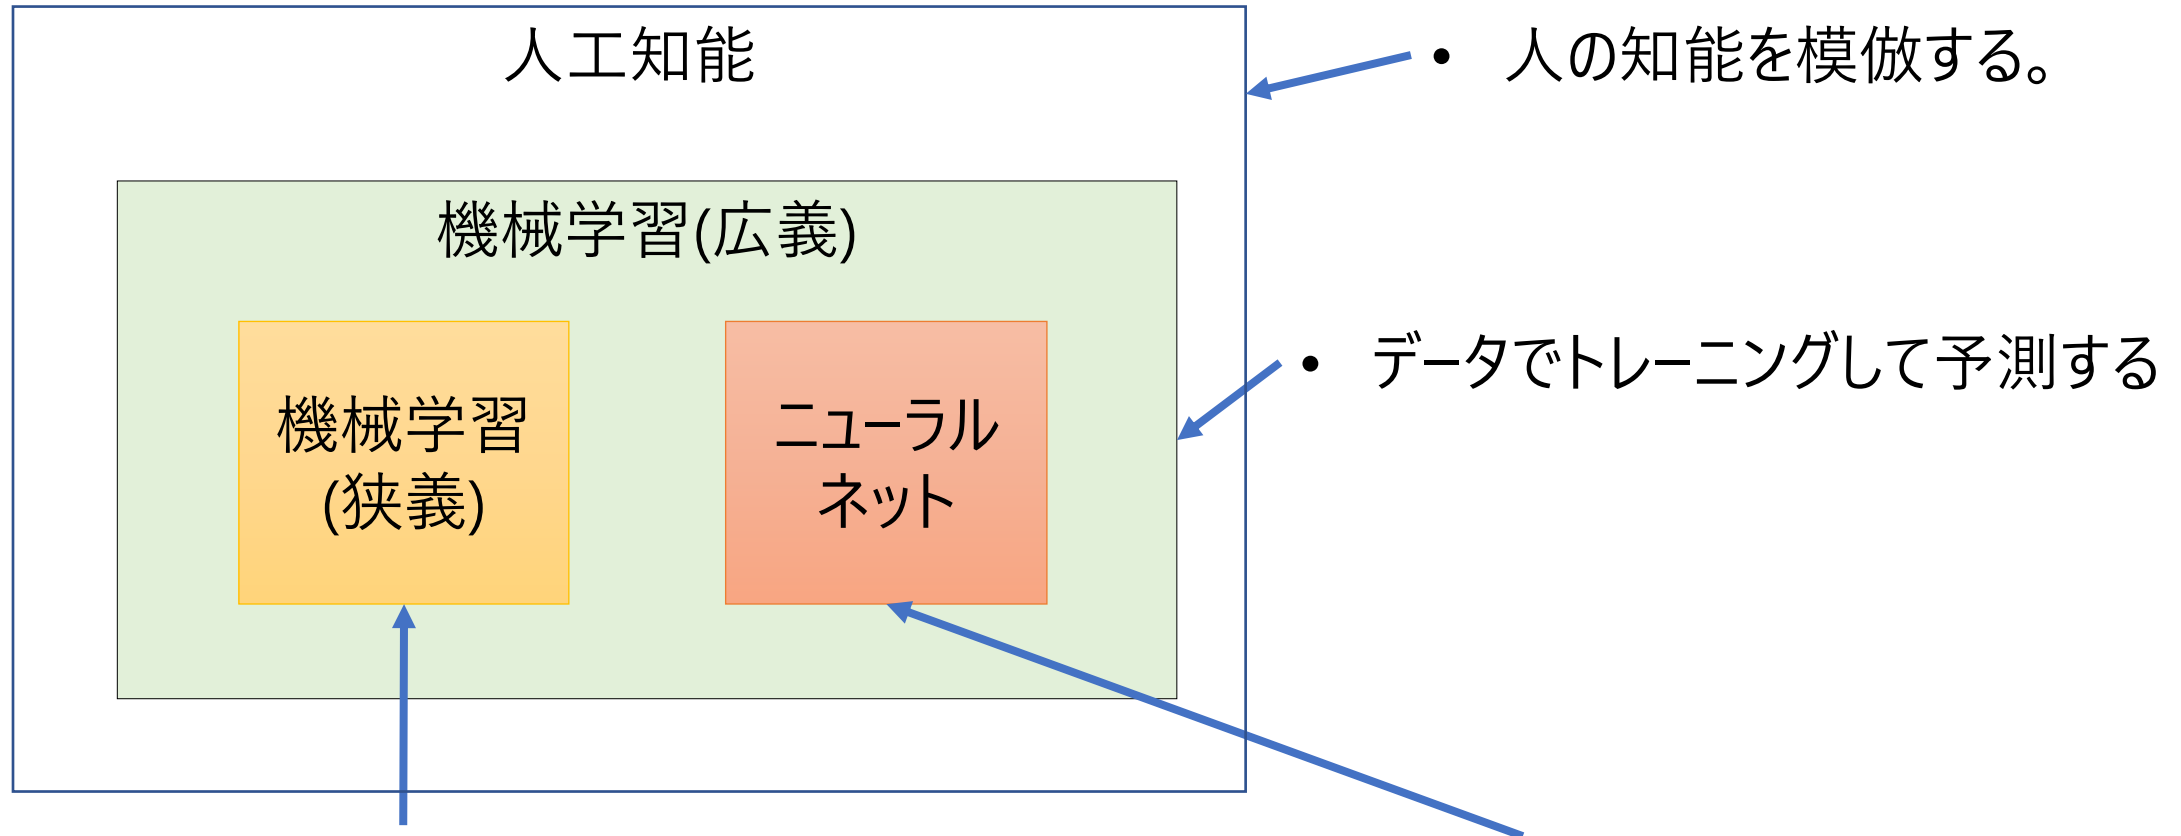 人工知能
• 人の知能を模倣する。
機械学習(広義)
• データでトレーニングして予測する
機械学習
(狭義)
ニューラル
ネット